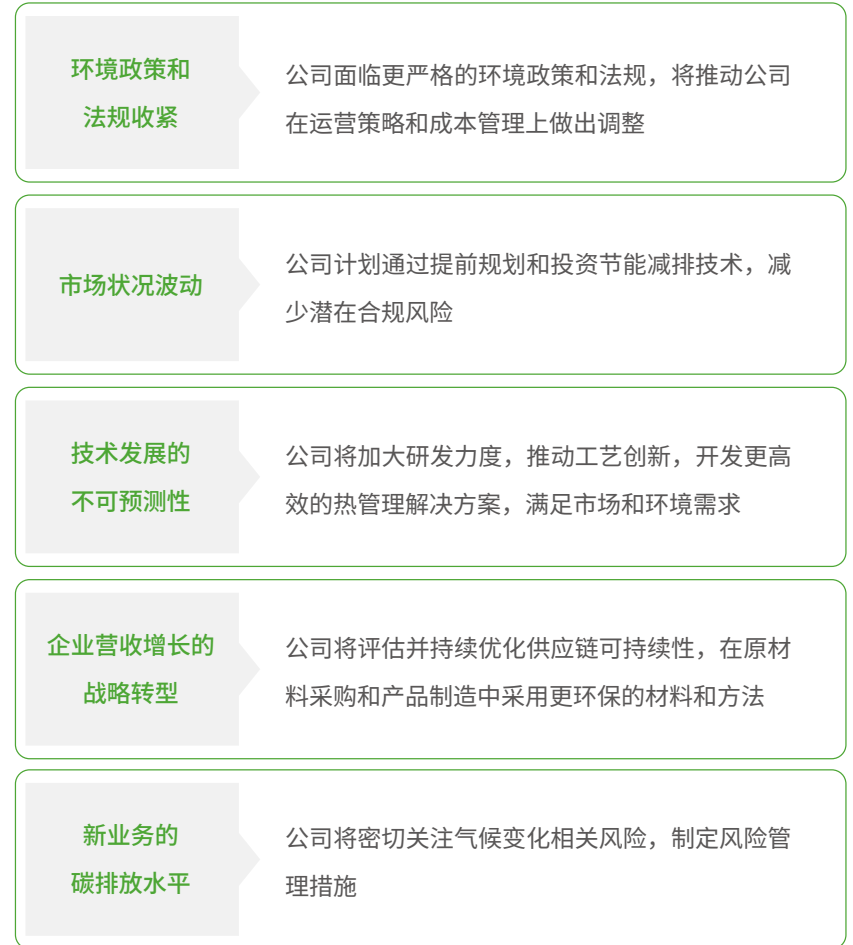 环境政策和
法规收紧
公司面临更严格的环境政策和法规，将推动公司
在运营策略和成本管理上做出调整
市场状况波动
公司计划通过提前规划和投资节能减排技术，减
少潜在合规风险
技术发展的
不可预测性
公司将加大研发力度，推动工艺创新，开发更高
效的热管理解决方案，满足市场和环境需求
企业营收增长的
战略转型
公司将评估并持续优化供应链可持续性，在原材
料采购和产品制造中采用更环保的材料和方法
新业务的
碳排放水平
公司将密切关注气候变化相关风险，制定风险管
理措施